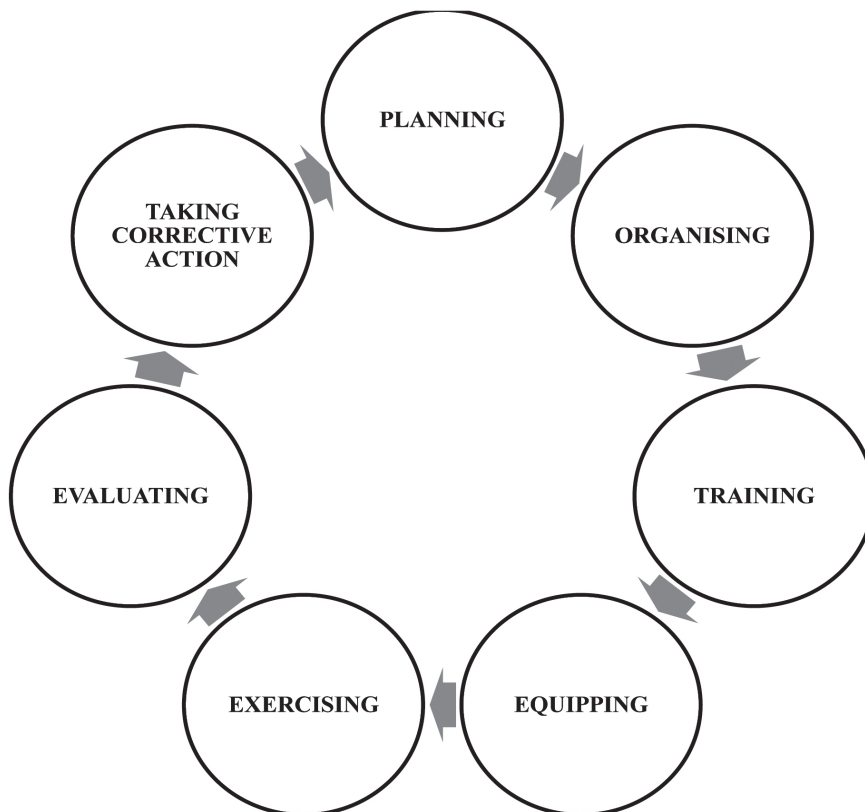 PLANNING
ORGANISING
TRAINING
EQUIPPING
EXERCISING
EVALUATING
TAKING
CORRECTIVE
ACTION